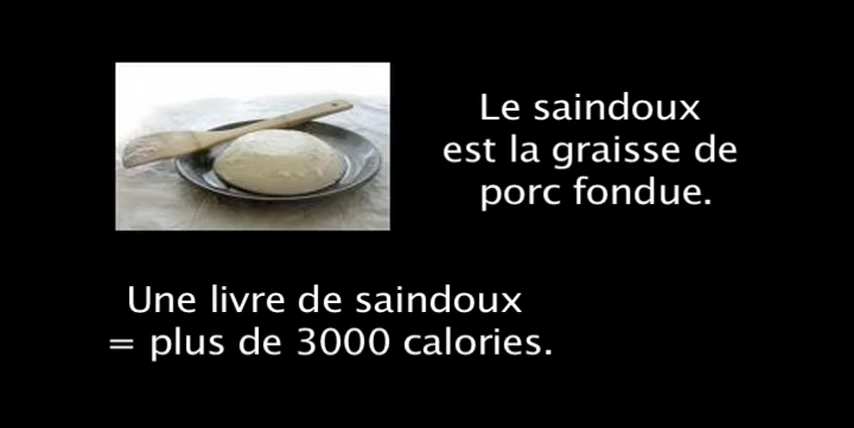 Le saindoux
est la graisse de
porc fondue.
Une livre de saindoux
= plus de 3000 calories.